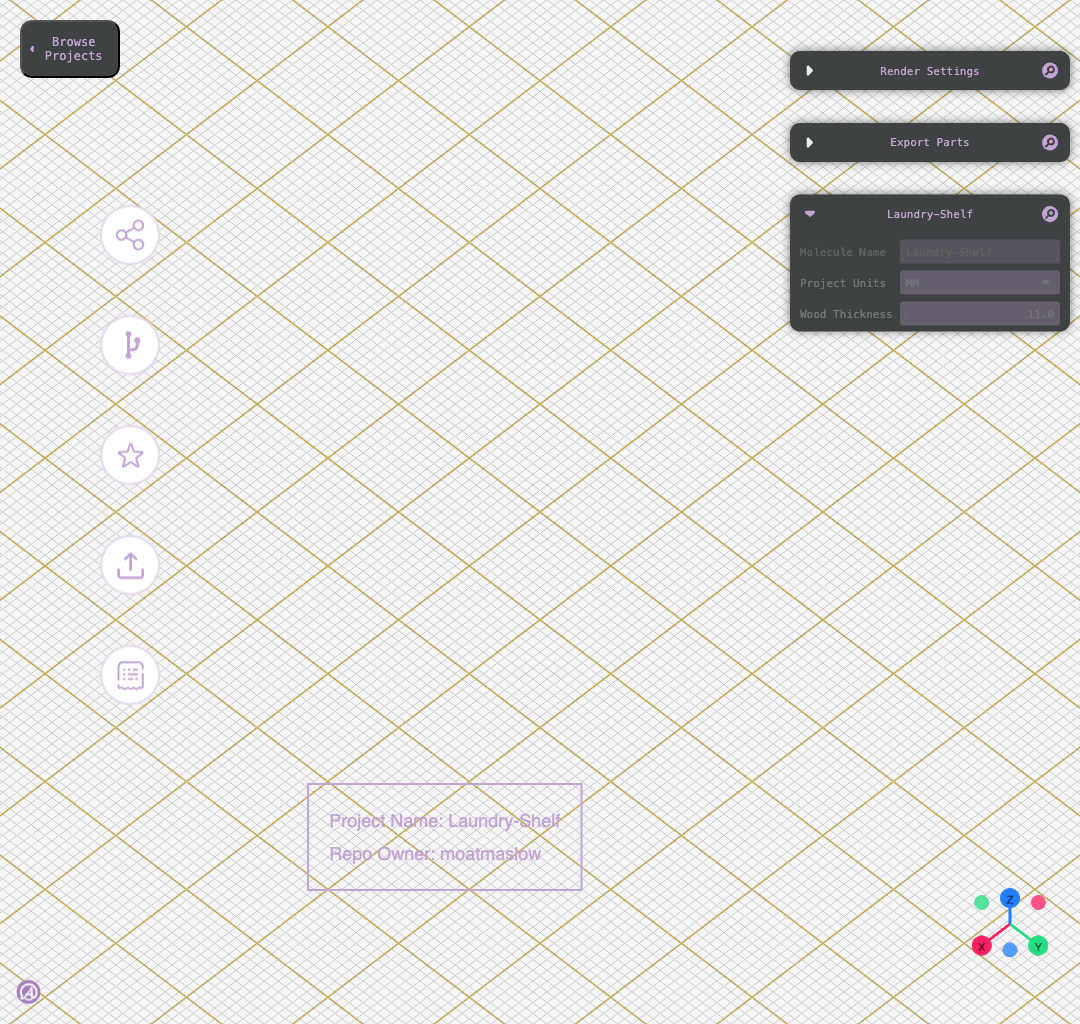 Browse
Projects
Render Settings
Export Parts
Laundry-Shelf
Molecule Name Laundry-Shelf
Project Units MM
Wood Thickness 11.0
Project Name: Laundry-Shelf
Repo Owner: moatmaslow
Z
X
Y
A